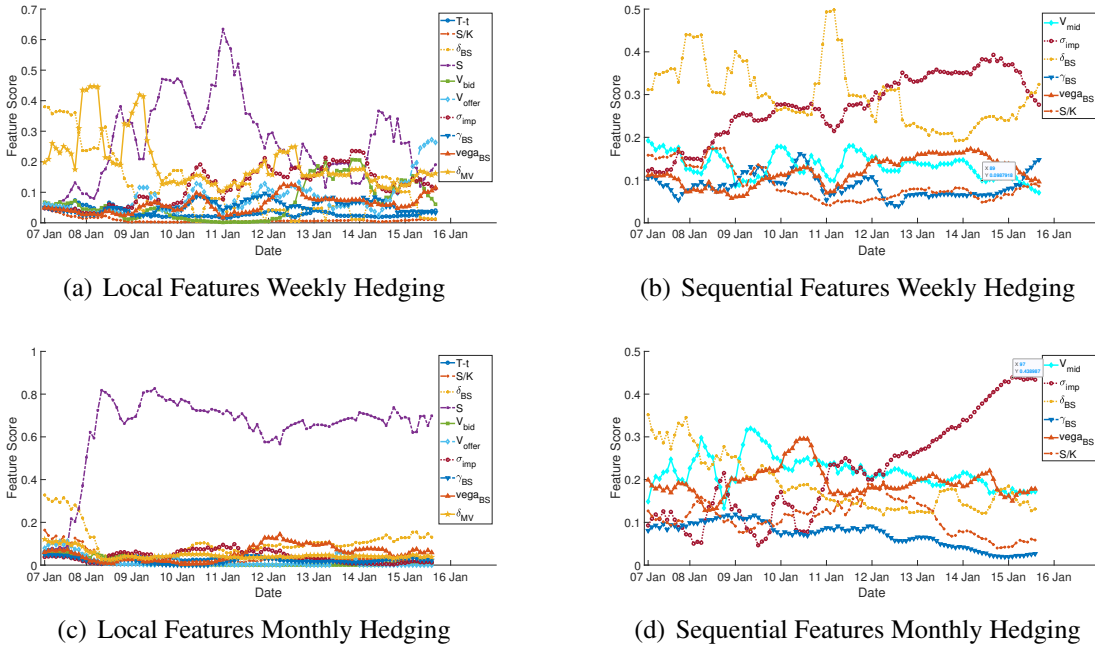 0.7
0.6
0.5
0.4
0.3
0.2
0.1
0
Feature Score
07 Jan 08 Jan 09 Jan 10 Jan 11 Jan 12 Jan 13 Jan 14 Jan 15 Jan 16 Jan
Date
T-t
S/K
δBS
S
Vbid
Voffer
σimp
γBS
vegaBS
δMV
(a) Local Features Weekly Hedging
0.5
0.4
0.3
0.2
0.1
0
Feature Score
07 Jan 08 Jan 09 Jan 10 Jan 11 Jan 12 Jan 13 Jan 14 Jan 15 Jan 16 Jan
Date
Vmid
σimp
δBS
γBS
vegaBS
S/K
(b) Sequential Features Weekly Hedging
1
0.8
0.6
0.4
0.2
0
Feature Score
07 Jan 08 Jan 09 Jan 10 Jan 11 Jan 12 Jan 13 Jan 14 Jan 15 Jan 16 Jan
Date
T-t
S/K
δBS
S
Vbid
Voffer
σimp
γBS
vegaBS
δMV
(c) Local Features Monthly Hedging
0.5
0.4
0.3
0.2
0.1
0
Feature Score
07 Jan 08 Jan 09 Jan 10 Jan 11 Jan 12 Jan 13 Jan 14 Jan 15 Jan 16 Jan
Date
X 97
Vmid
σimp
δBS
γBS
vegaBS
S/K
(d) Sequential Features Monthly Hedging